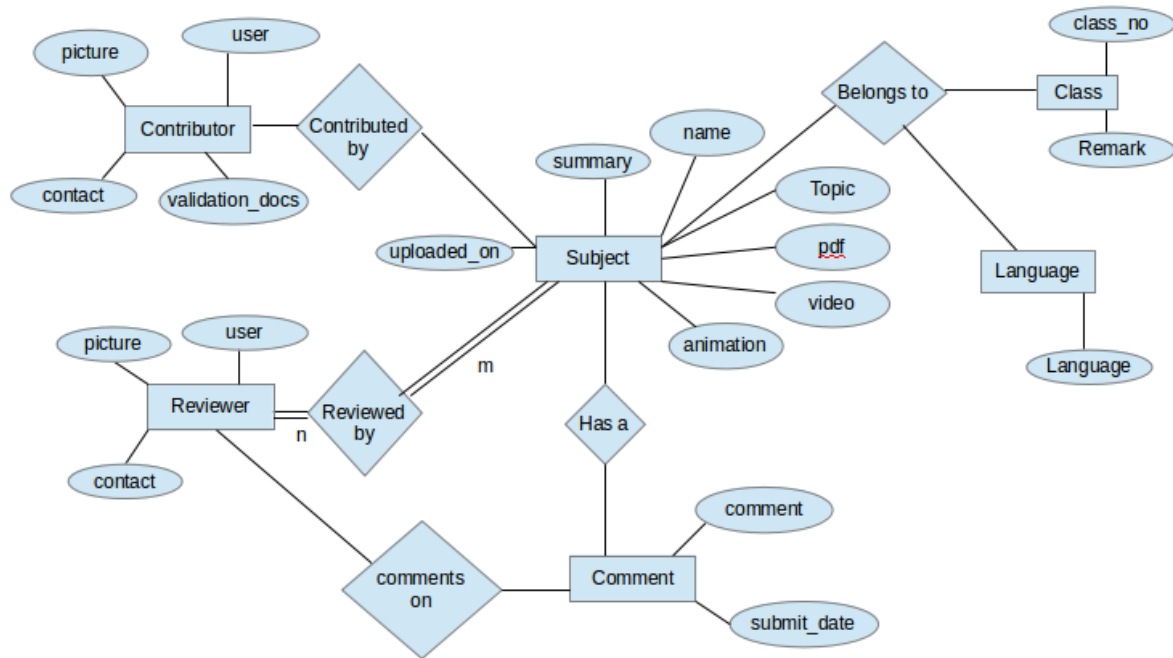 class_no
user
picture
Belongs to
Class
Contributor
Contributed
by
name
summary
Remark
contact
validation_docs
Topic
uploaded_on
Subject
pdf
Language
video
picture
user
animation
Language
m
Reviewer
Reviewed
by
n
Has a
contact
comment
comments
on
Comment
submit_date